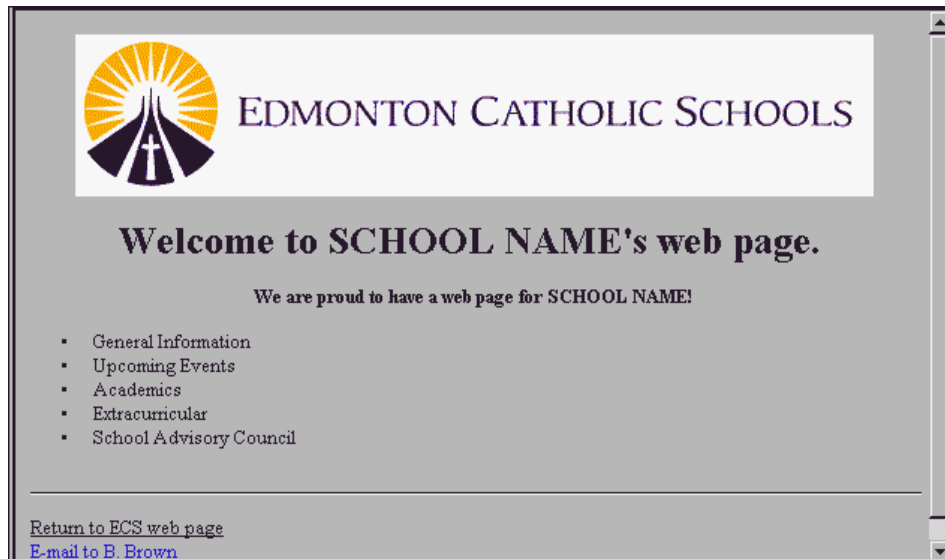 EDMONTON CATHOLIC SCHOOLS
Welcome to SCHOOL NAME's web page.
We are proud to have a web page for SCHOOL NAME!
General Information
Upcoming Events
Academics
Extracurricular
School Advisory Council
Return to ECS web page
E-mail to B. Brown